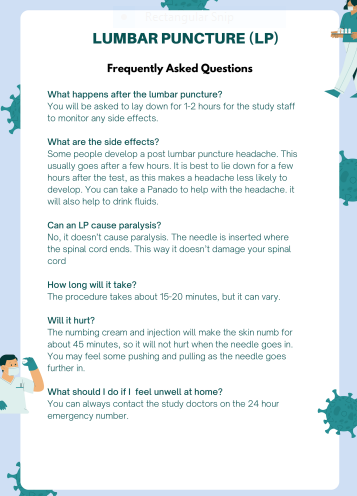 LUMBAR PUNCTURE (LP)
Frequently Asked Questions
What happens after the lumbar puncture?
You will be asked to lay down for 1-2 hours for the study staff
to monitor any side effects.
What are the side effects?
Some people develop a post lumbar puncture headache. This
usually goes after a few hours. It is best to lie down for a few
hours after the test, as this makes a headache less likely to
develop. You can take a Panado to help with the headache. it
will also help to drink fluids.
Can an LP cause paralysis?
No, it doesn't cause paralysis. The needle is inserted where
the spinal cord ends. This way it doesn't damage your spinal
cord
How long will it take?
The procedure takes about 15-20 minutes, but it can vary.
Will it hurt?
The numbing cream and injection will make the skin numb for
about 45 minutes, so it will not hurt when the needle goes in.
You may feel some pushing and pulling as the needle goes
further in.
What should I do if I feel unwell at home?
You can always contact the study doctors on the 24 hour
emergency number.